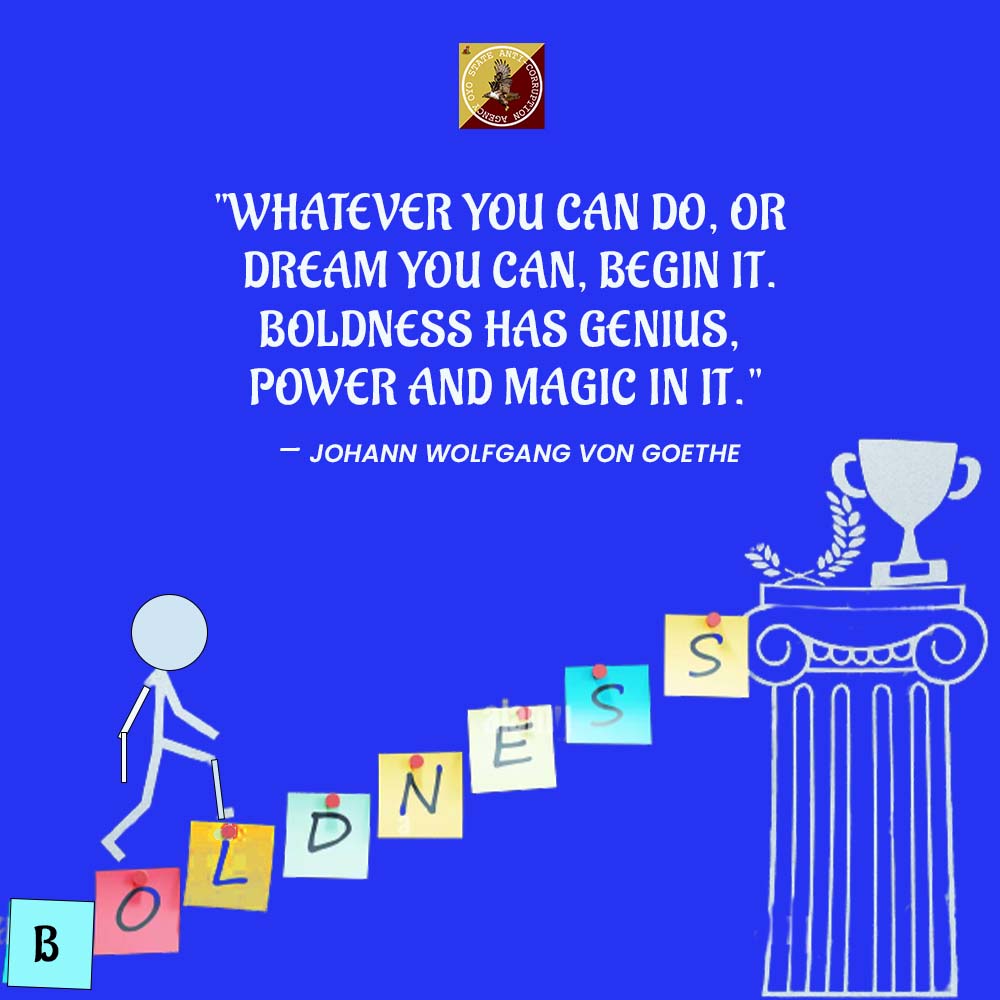 OYO STATE ANTI-CORRUPTION AGENCY
"WHATEVER YOU CAN DO, OR
DREAM YOU CAN, BEGIN IT.
BOLDNESS HAS GENIUS,
POWER AND MAGIC IN IT."
— JOHANN WOLFGANG VON GOETHE
B O L D N E S S